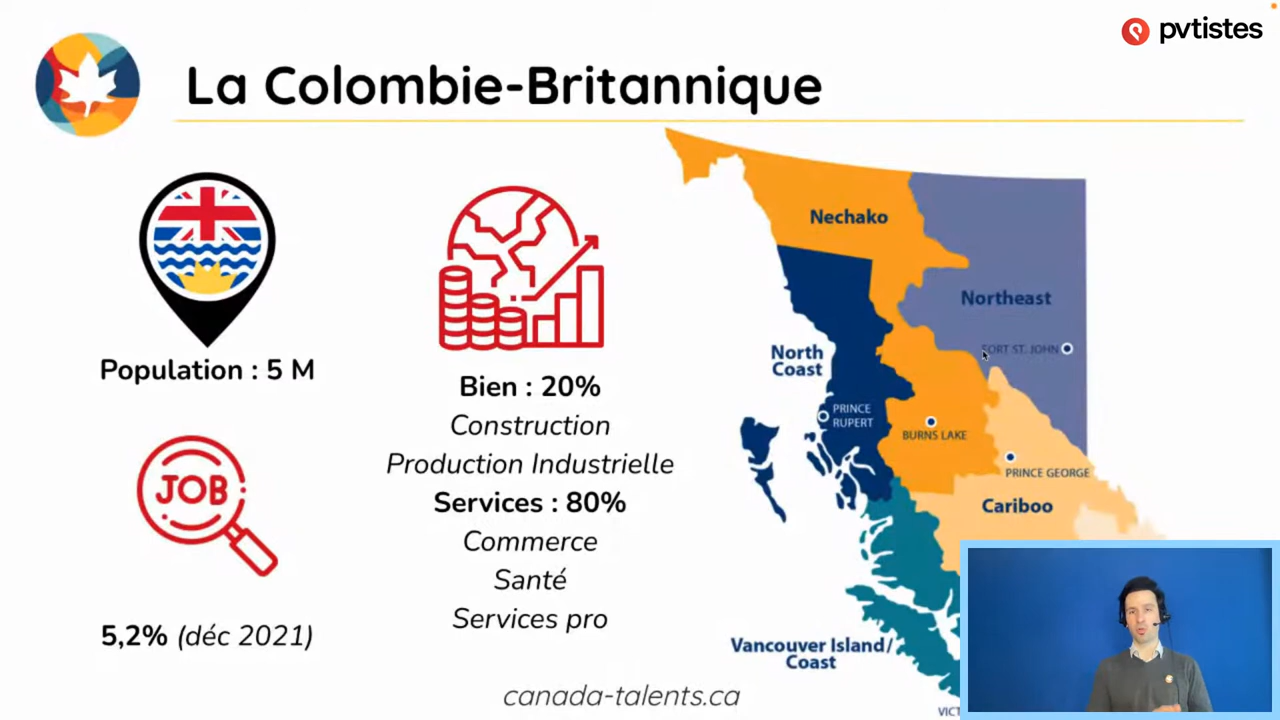 pvtistes
La Colombie-Britannique
Population : 5 M
JOB
5,2% (déc 2021)
Bien : 20%
Construction
Production Industrielle
Services : 80%
Commerce
Santé
Services pro
Nechako
Northeast
FORT ST. JOHN
North
Coast
PRINCE
RUPERT
BURNS LAKE
PRINCE GEORGE
Cariboo
Vancouver Island/
Coast
VICT
canada-talents.ca